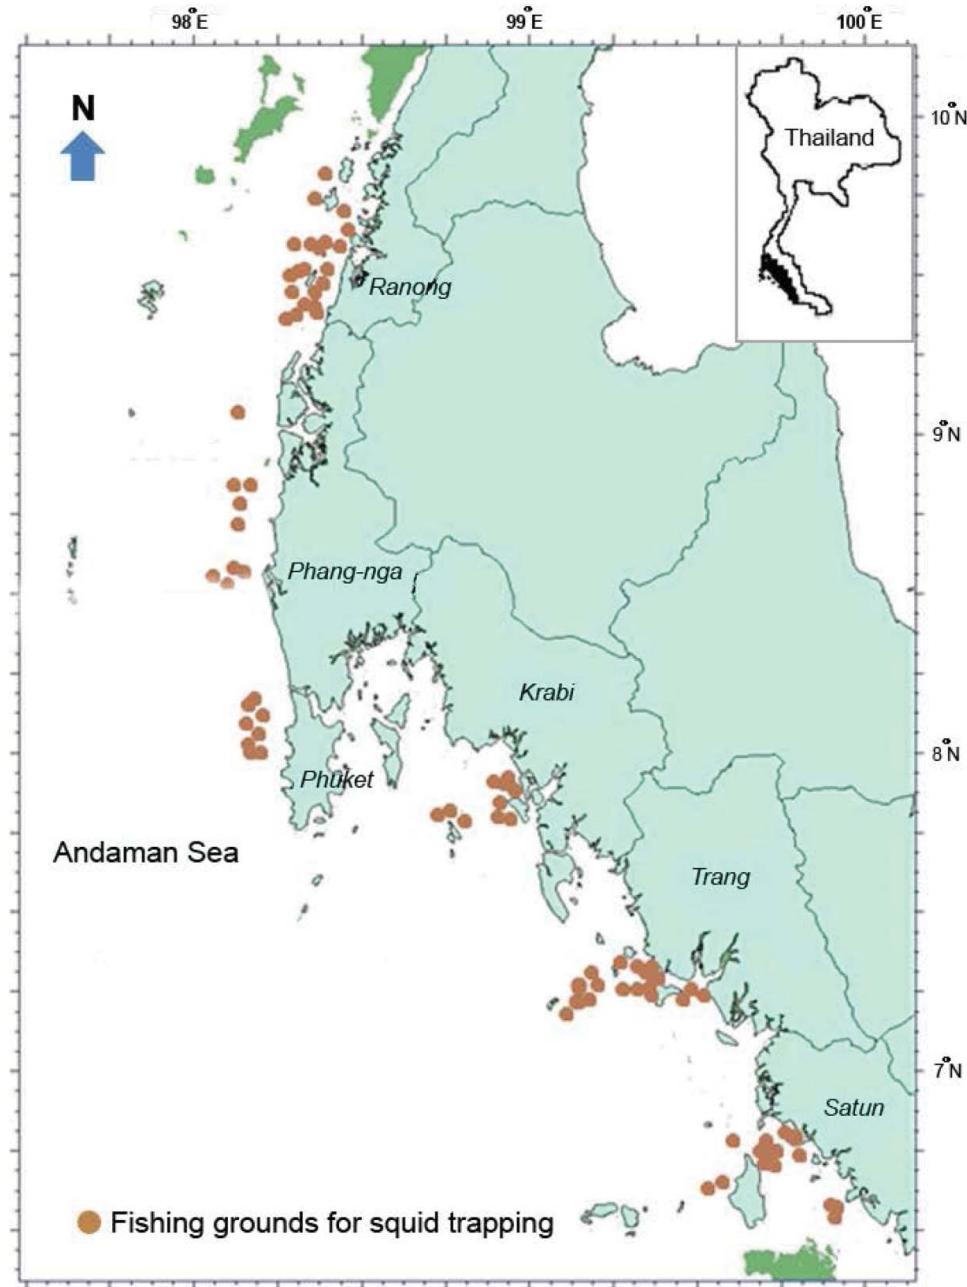 98°E 99°E 100°E
N
10°N
Thailand
Ranong
9°N
Phang-nga
Krabi
8°N
Phuket
Andaman Sea
Trang
7°N
Satun
Fishing grounds for squid trapping